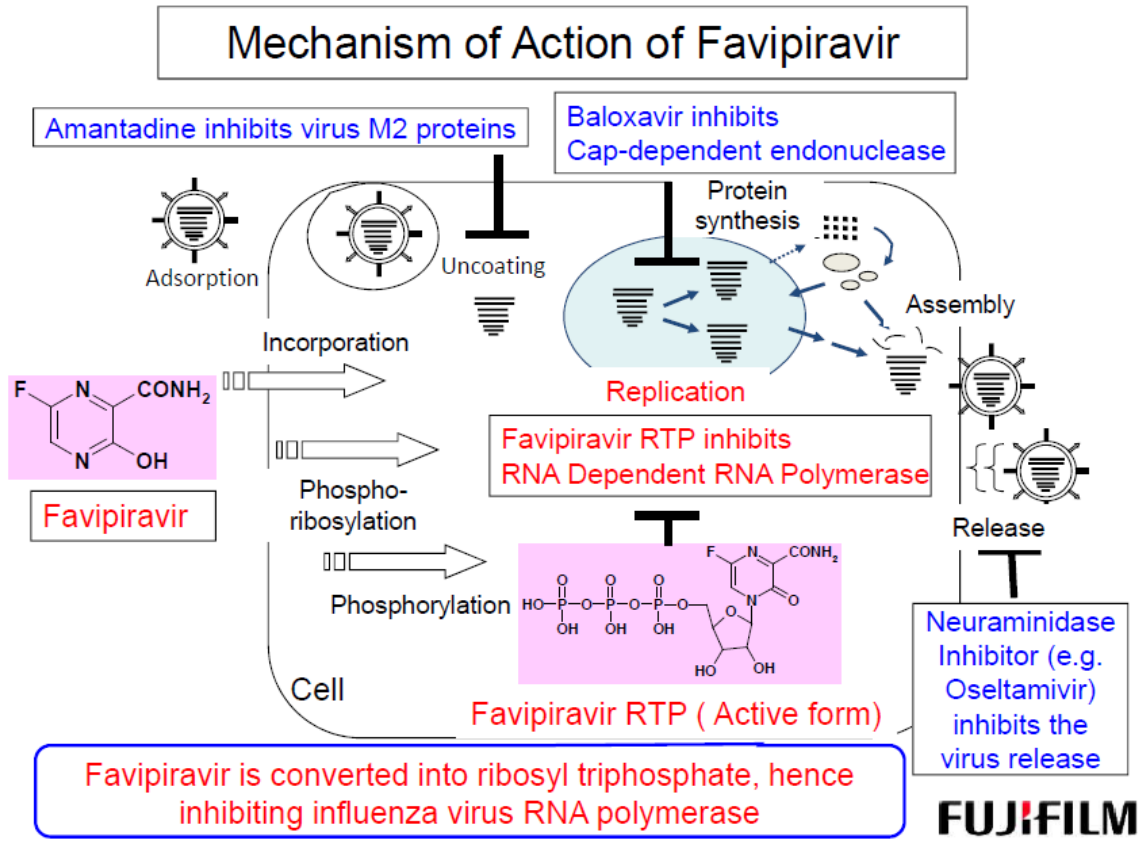 Mechanism of Action of Favipiravir
Amantadine inhibits virus M2 proteins
Baloxavir inhibits
Cap-dependent endonuclease
Adsorption
Uncoating
Protein
synthesis
Assembly
Incorporation
F
N
CONH2
N
OH
Favipiravir
Replication
Favipiravir RTP inhibits
RNA Dependent RNA Polymerase
Phospho-
ribosylation
Release
Phosphorylation
F
N
CONH2
N
O
O
O
O
HO-P-O-P-O-P-O
OH
OH
OH
O
HO
OH
Cell
Favipiravir RTP ( Active form)
Neuraminidase
Inhibitor (e.g.
Oseltamivir)
inhibits the
virus release
Favipiravir is converted into ribosyl triphosphate, hence
inhibiting influenza virus RNA polymerase
FUJIFILM